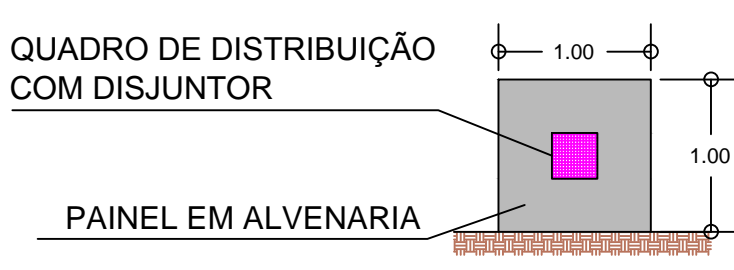 QUADRO DE DISTRIBUIÇÃO
COM DISJUNTOR
1.00
1.00
PAINEL EM ALVENARIA